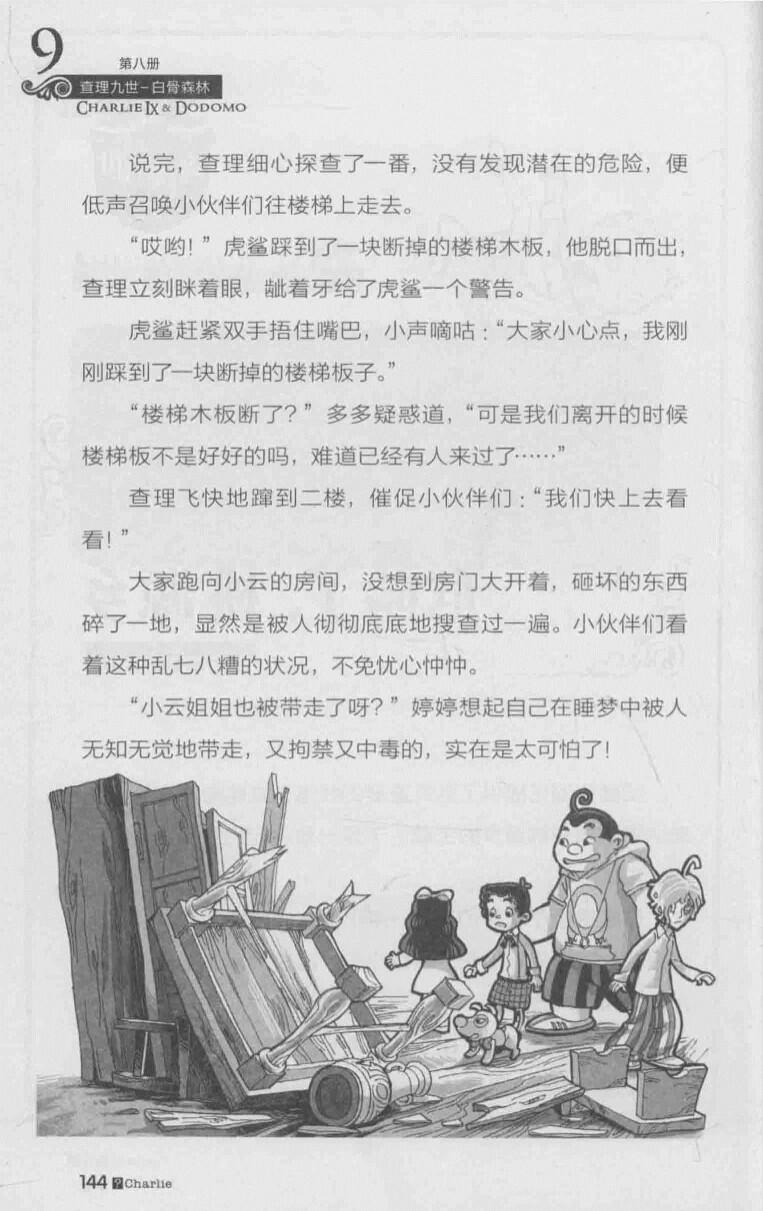 9
第八册
查理九世-白骨森林
CHARLIE IX & DODOMO
说完，查理细心探查了一番，没有发现潜在的危险，便
低声召唤小伙伴们往楼梯上走去。
“哎哟！”虎鲨踩到了一块断掉的楼梯木板，他脱口而出，
查理立刻眯着眼，龇着牙给了虎鲨一个警告。
虎鲨赶紧双手捂住嘴巴，小声嘀咕：“大家小心点，我刚
刚踩到了一块断掉的楼梯板子。”
“楼梯木板断了？”多多疑惑道，“可是我们离开的时候
楼梯板不是好好的吗，难道已经有人来过了……”
查理飞快地蹿到二楼，催促小伙伴们：“我们快上去看
看！”
大家跑向小云的房间，没想到房门大开着，砸坏的东西
碎了一地，显然是被人彻彻底底地搜查过一遍。小伙伴们看
着这种乱七八糟的状况，不免忧心忡忡。
“小云姐姐也被带走了呀？”婷婷想起自己在睡梦中被人
无知无觉地带走，又拘禁又中毒的，实在是太可怕了！
144 Charlie